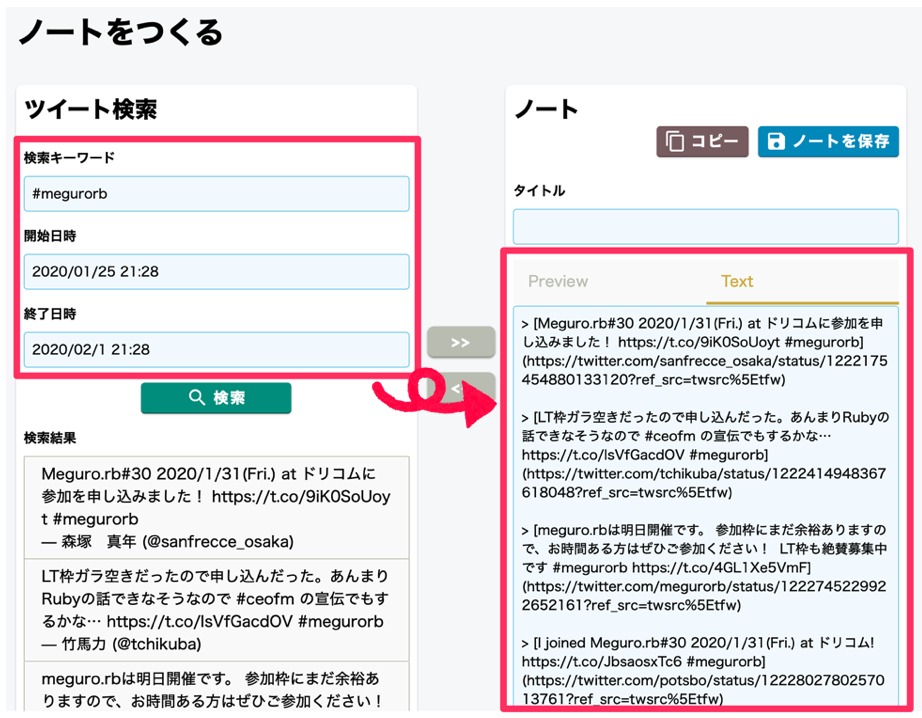 ノートをつくる
ツイート検索
検索キーワード
#megurorb
開始日時
2020/01/25 21:28
終了日時
2020/02/1 21:28
検索
検索結果
Meguro.rb#30 2020/1/31(Fri.) at ドリコムに
参加を申し込みました！ https://t.co/9iK0SoUoy
t #megurorb
— 森塚　真年 (@sanfrecce_osaka)
LT枠ガラ空きだったので申し込んだった。あんまり
Rubyの話できなそうなので #ceofm の宣伝でもす
るかな… https://t.co/lsVfGacdOV #megurorb
— 竹馬力 (@tchikuba)
meguro.rbは明日開催です。 参加枠にまだ余裕あ
りますので、お時間ある方はぜひご参加ください！
>>
<
ノート
コピー
ノートを保存
タイトル
Preview
Text
> [Meguro.rb#30 2020/1/31(Fri.) at ドリコムに参加を申
し込みました！ https://t.co/9iK0SoUoyt #megurorb]
(https://twitter.com/sanfrecce_osaka/status/1222175
454880133120?ref_src=twsrc%5Etfw)
> [LT枠ガラ空きだったので申し込んだった。あんまりRubyの
話できなそうなので #ceofm の宣伝でもするかな…
https://t.co/lsVfGacdOV #megurorb]
(https://twitter.com/tchikuba/status/1222414948367
618048?ref_src=twsrc%5Etfw)
> [meguro.rbは明日開催です。 参加枠にまだ余裕ありますの
で、お時間ある方はぜひご参加ください！ LT枠も絶賛募集中
です #megurorb https://t.co/4GL1Xe5VmF]
(https://twitter.com/megurorb/status/122274522992
2652161?ref_src=twsrc%5Etfw)
> [I joined Meguro.rb#30 2020/1/31(Fri.) at ドリコム!
https://t.co/JbsaosxTc6 #megurorb]
(https://twitter.com/potsbo/status/12228027802570
13761?ref_src=twsrc%5Etfw)